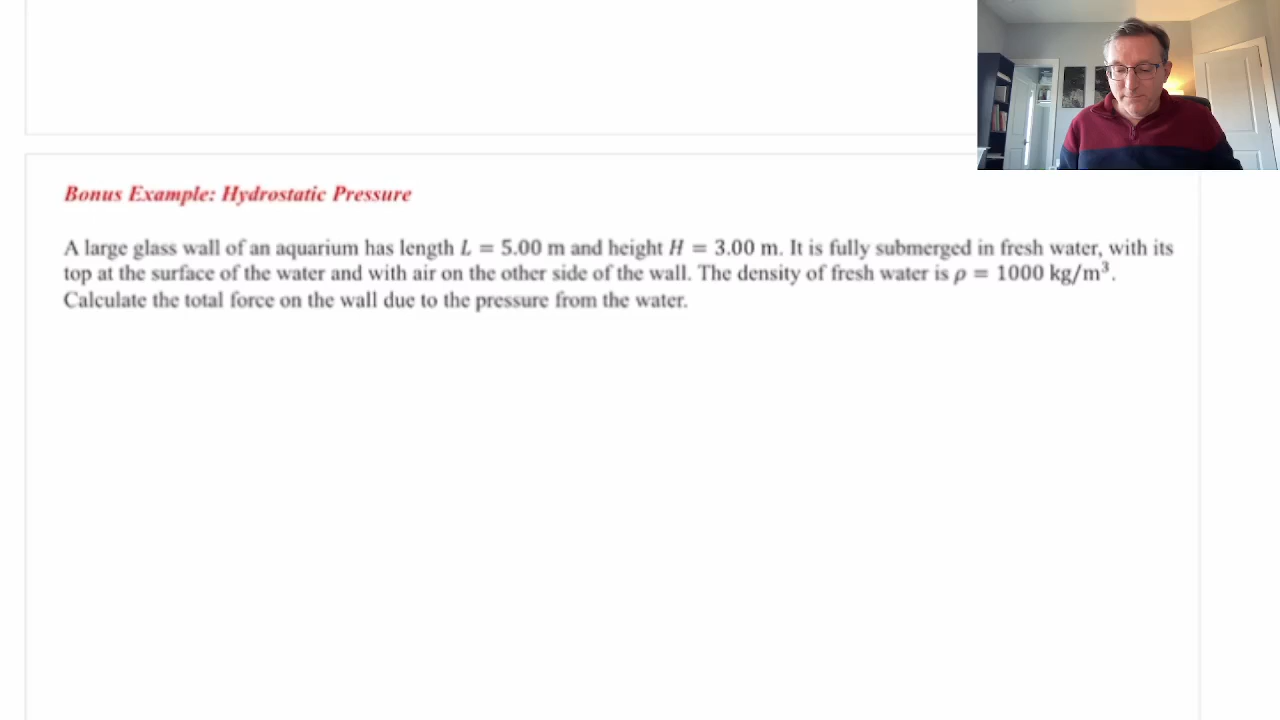 Bonus Example: Hydrostatic Pressure
A large glass wall of an aquarium has length L = 5.00 m and height H = 3.00 m. It is fully submerged in fresh water, with its
top at the surface of the water and with air on the other side of the wall. The density of fresh water is ρ = 1000 kg/m³.
Calculate the total force on the wall due to the pressure from the water.